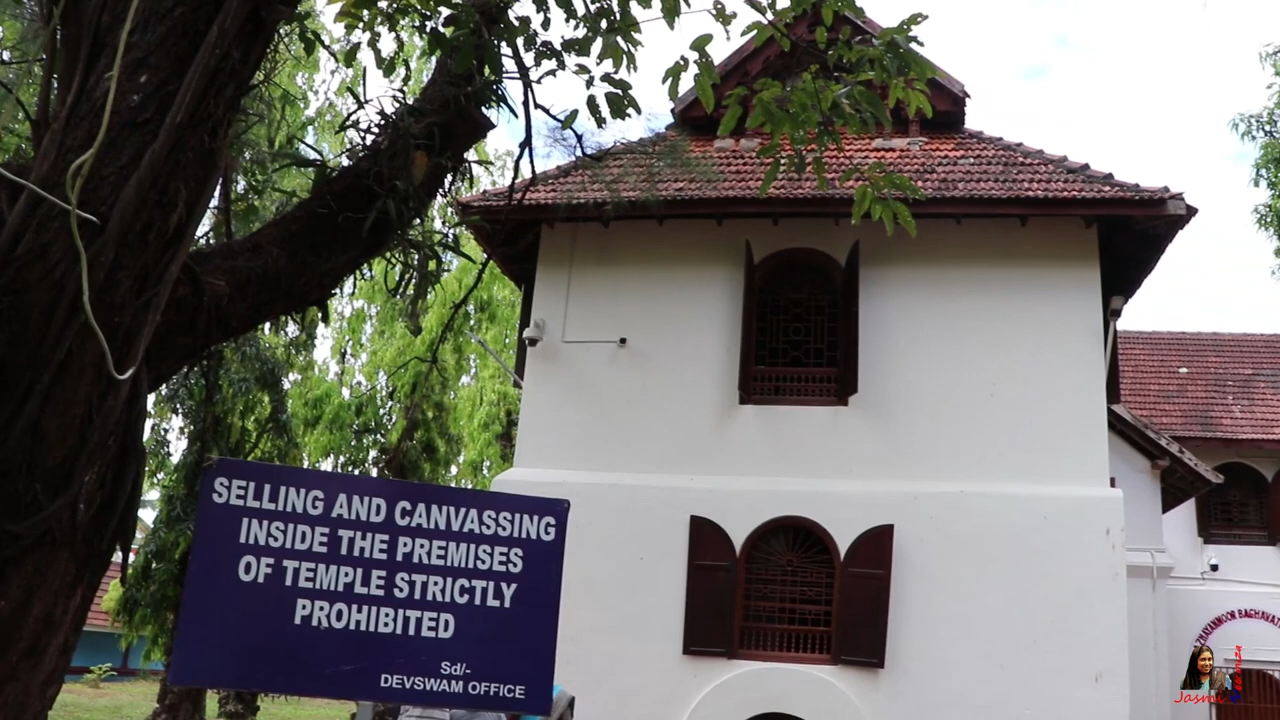 SELLING AND CANVASSING
INSIDE THE PREMISES
OF TEMPLE STRICTLY
PROHIBITED
Sd/-
DEVSWAM OFFICE